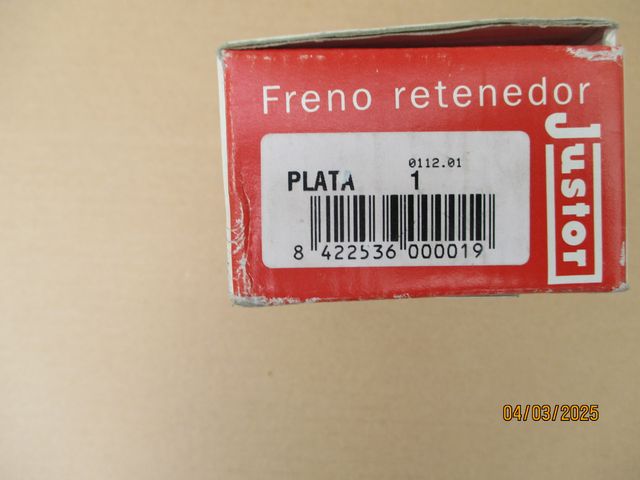 Freno retenedor
Justor
0112.01
PLATA 1
8 422536 000019
04/03/2025